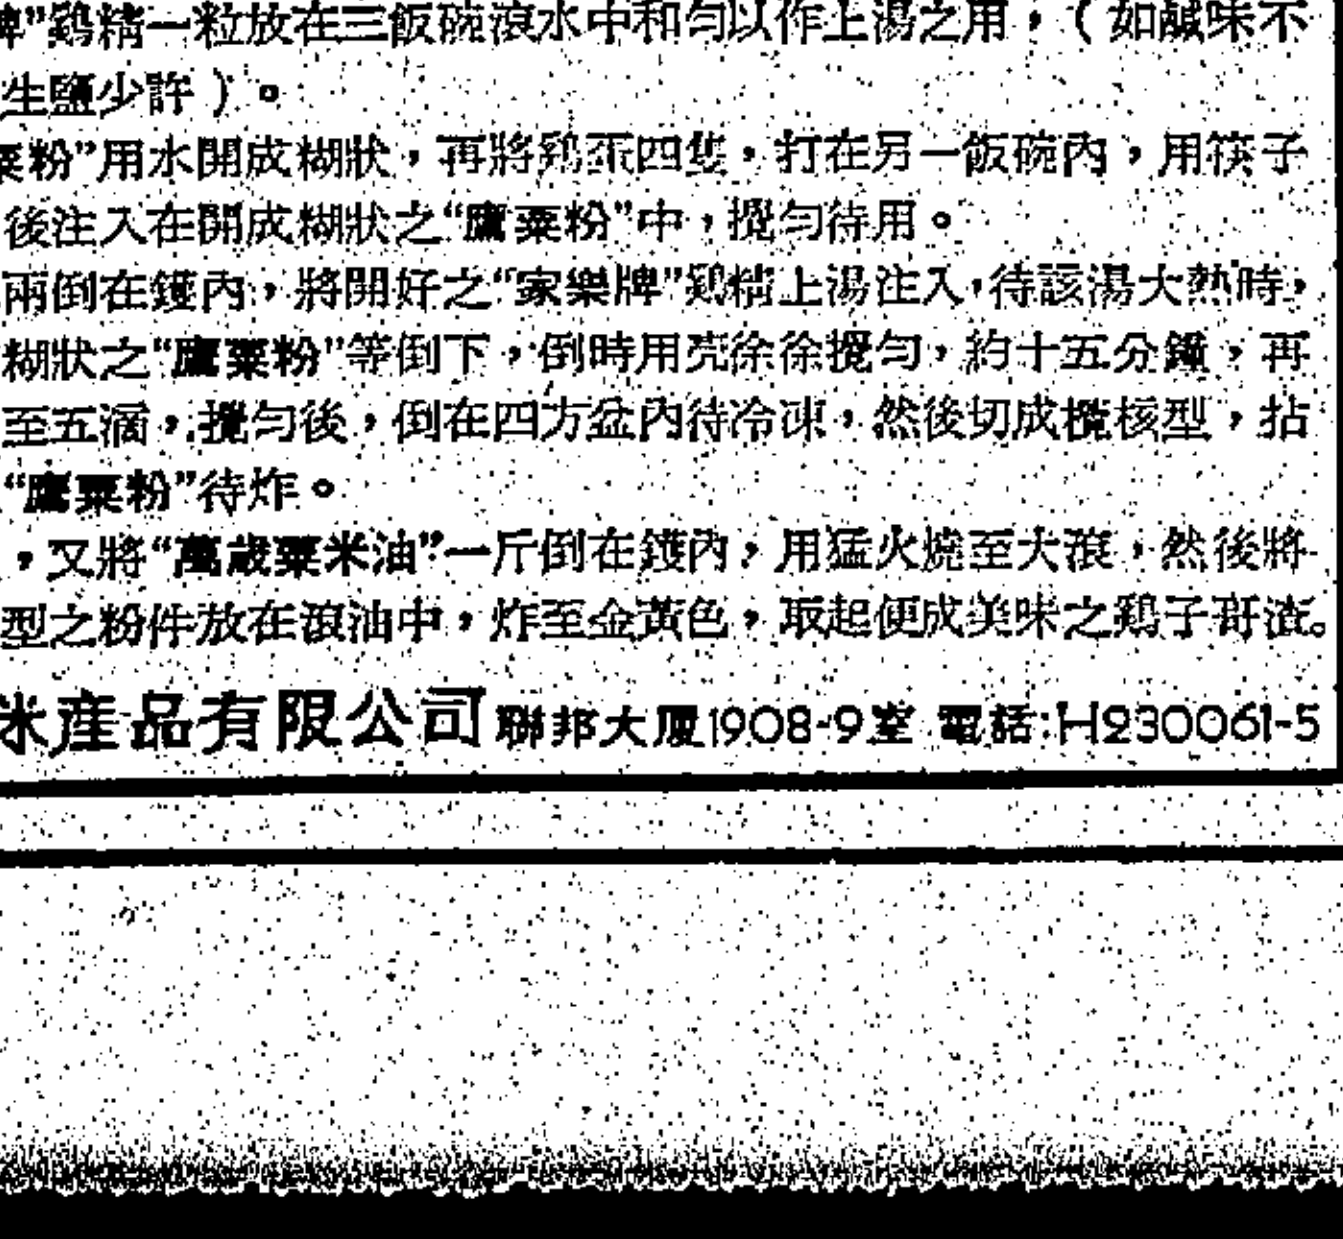 牌”鷄精一粒放在三飯碗滾水中和勻以作上湯之用，（如鹹味不
生鹽少許）。
粟粉”用水開成糊狀，再將鷄蛋四隻，打在另一飯碗內，用筷子
後注入在開成糊狀之“鷹粟粉”中，攪勻待用。
兩倒在鑊內，將開好之“家樂牌”鷄精上湯注入，待該湯大熱時，
糊狀之“鷹粟粉”等倒下，倒時用壳徐徐攪勻，約十五分鐘，再
至五滴，攪勻後，倒在四方盆內待冷凍，然後切成欖核型，拈
“鷹粟粉”待炸。
，又將“萬歲粟米油”一斤倒在鑊內，用猛火燒至大滾，然後將
型之粉件放在滾油中，炸至金黃色，取起便成美味之鷄子哥渣。
米產品有限公司 聯邦大厦1908-9室 電話:H230061-5